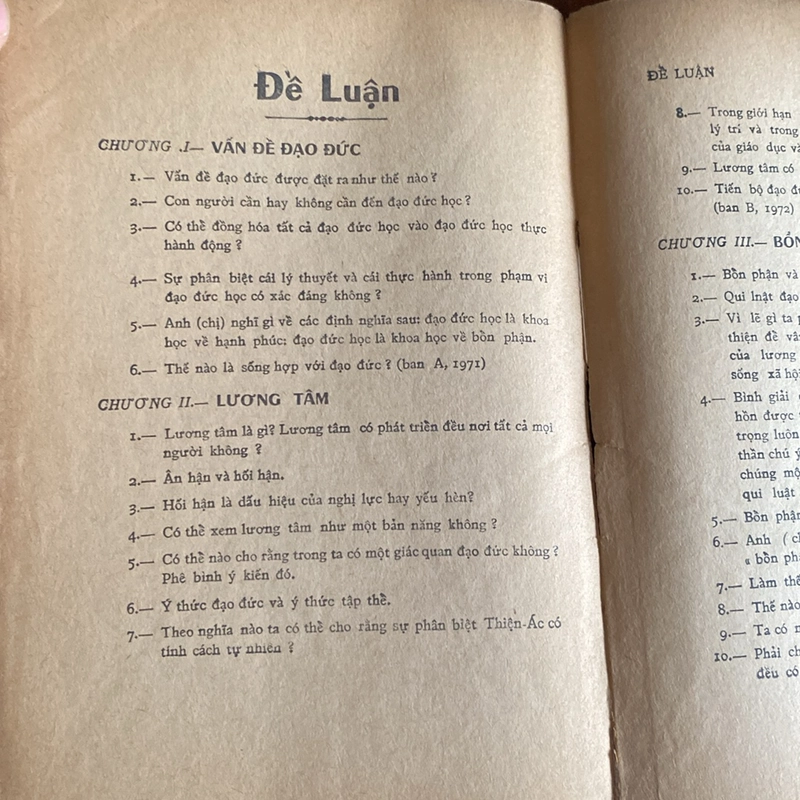 Đề Luận
CHƯƠNG .I— VẤN ĐỀ ĐẠO ĐỨC
1.— Vấn đề đạo đức được đặt ra như thế nào?
2.— Con người cần hay không cần đến đạo đức học?
3.— Có thể đồng hóa tất cả đạo đức học vào đạo đức học thực
hành động?
4.— Sự phân biệt cái lý thuyết và cái thực hành trong phạm vi
đạo đức học có xác đáng không?
5.— Anh (chị) nghĩ gì về các định nghĩa sau: đạo đức học là khoa
học về hạnh phúc; đạo đức học là khoa học về bổn phận.
6.— Thế nào là sống hợp với đạo đức? (ban A, 1971)
CHƯƠNG II.— LƯƠNG TÂM
1.— Lương tâm là gì? Lương tâm có phát triển đều nơi tất cả mọi
người không?
2.— Ân hận và hối hận.
3.— Hối hận là dấu hiệu của nghị lực hay yếu hèn?
4.— Có thể xem lương tâm như một bản năng không?
5.— Có thể nào cho rằng trong ta có một giác quan đạo đức không?
Phê bình ý kiến đó.
6.— Ý thức đạo đức và ý thức tập thể.
7.— Theo nghĩa nào ta có thể cho rằng sự phân biệt Thiện-Ác có
tính cách tự nhiên?
ĐỀ LUẬN
8.— Trong giới hạn
lý trí và trong
của giáo dục
9.— Lương tâm có
10.— Tiến bộ đạo
(ban B, 1972)
CHƯƠNG III.—
1.— Bổn phận và
2.— Qui luật đạo
3.— Vì lẽ gì ta
thiện đề
của lương
sống xã hội
4.— Bình giải
hồn được
trọng luôn
thần chú ý
chúng một
qui luật
5.— Bổn phận
6.— Anh (
« bổn
7.— Làm thế
8.— Thế nào
9.— Ta có
10.— Phải
đều có